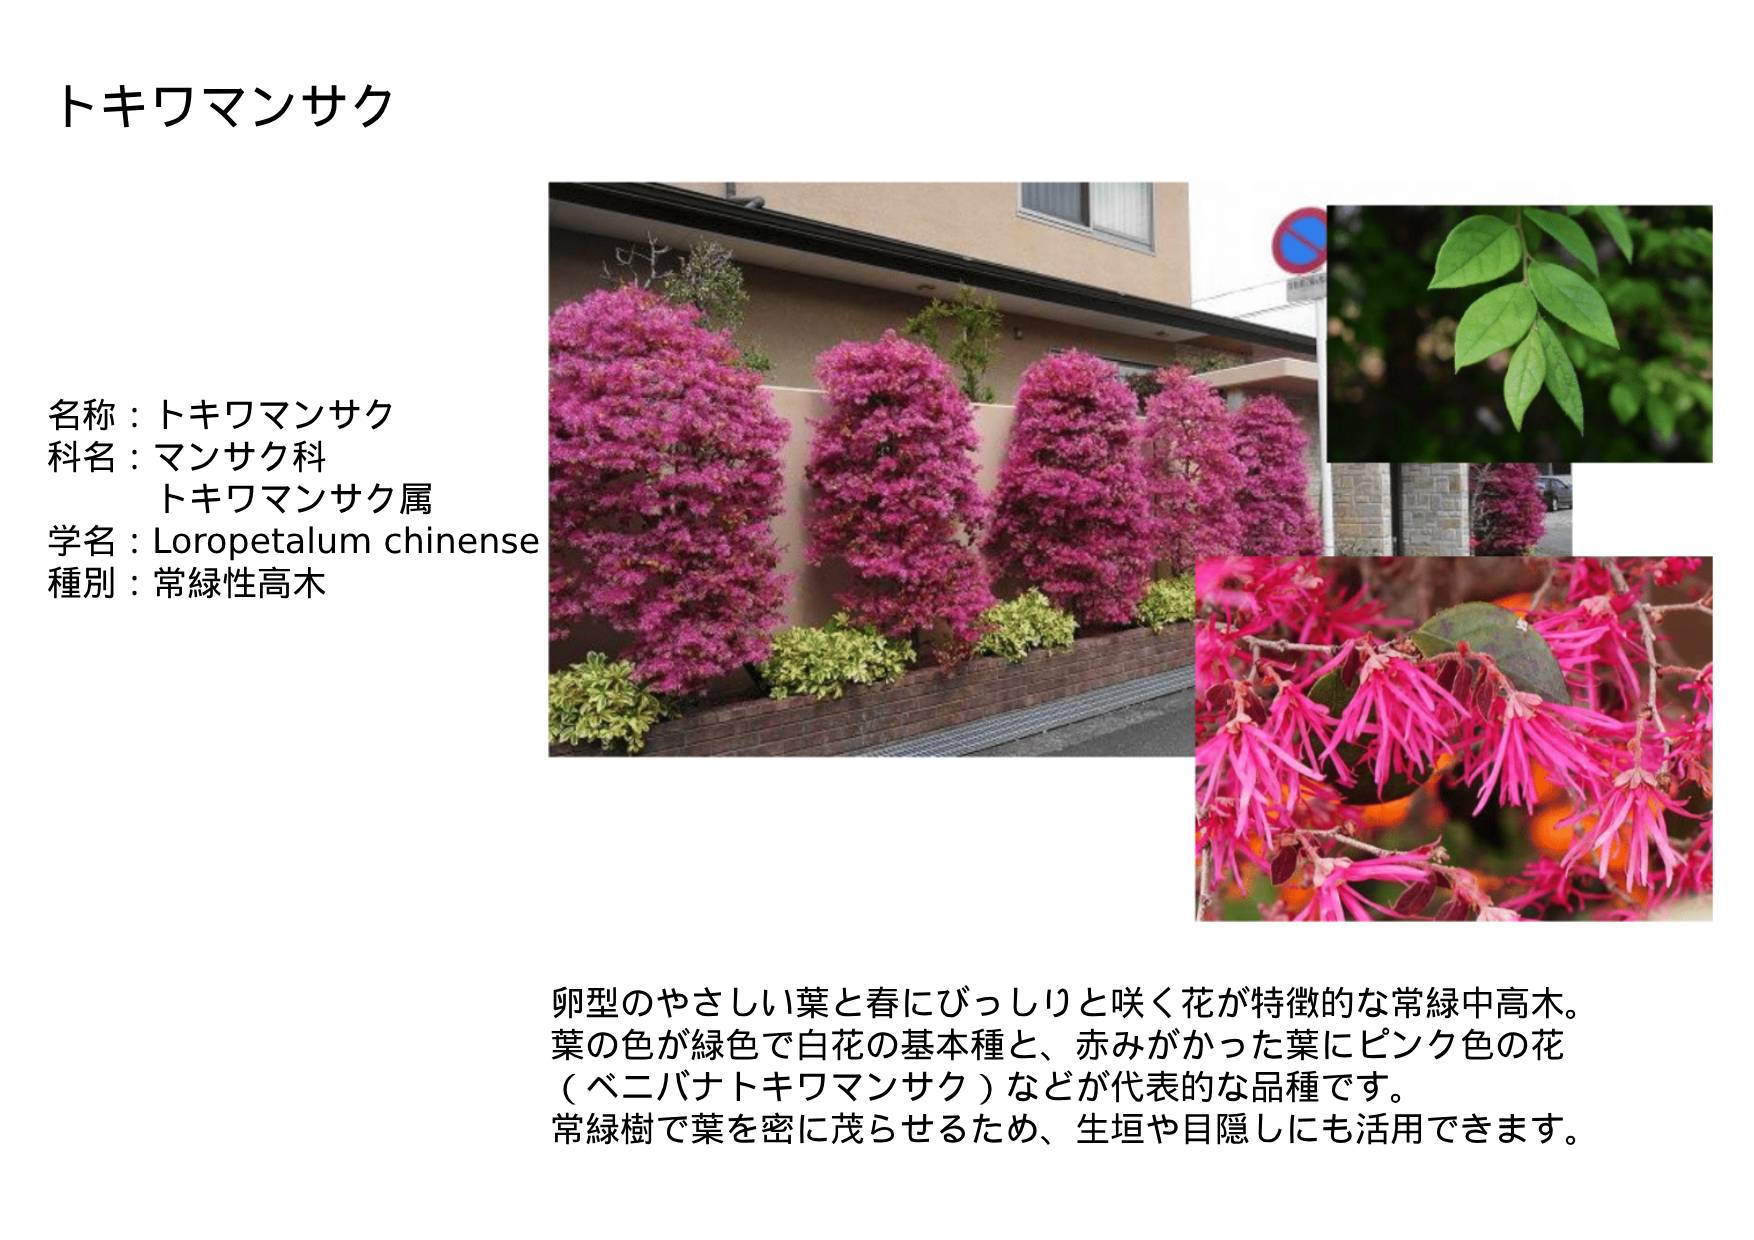 トキワマンサク
名称：トキワマンサク
科名：マンサク科
トキワマンサク属
学名：Loropetalum chinense
種別：常緑性高木
卵型のやさしい葉と春にびっしりと咲く花が特徴的な常緑中高木。
葉の色が緑色で白花の基本種と、赤みがかった葉にピンク色の花
（ベニバナトキワマンサク）などが代表的な品種です。
常緑樹で葉を密に茂らせるため、生垣や目隠しにも活用できます。